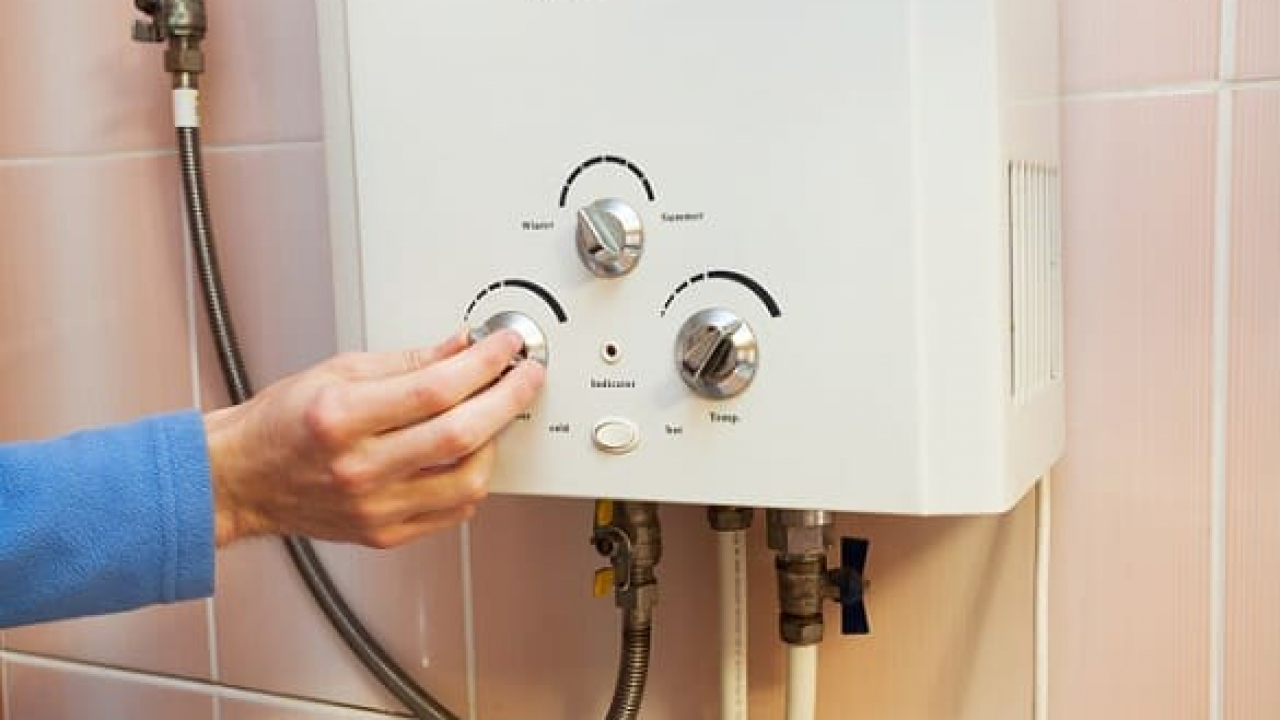 Winter
Summer
Indicator
cold
hot
Temp.